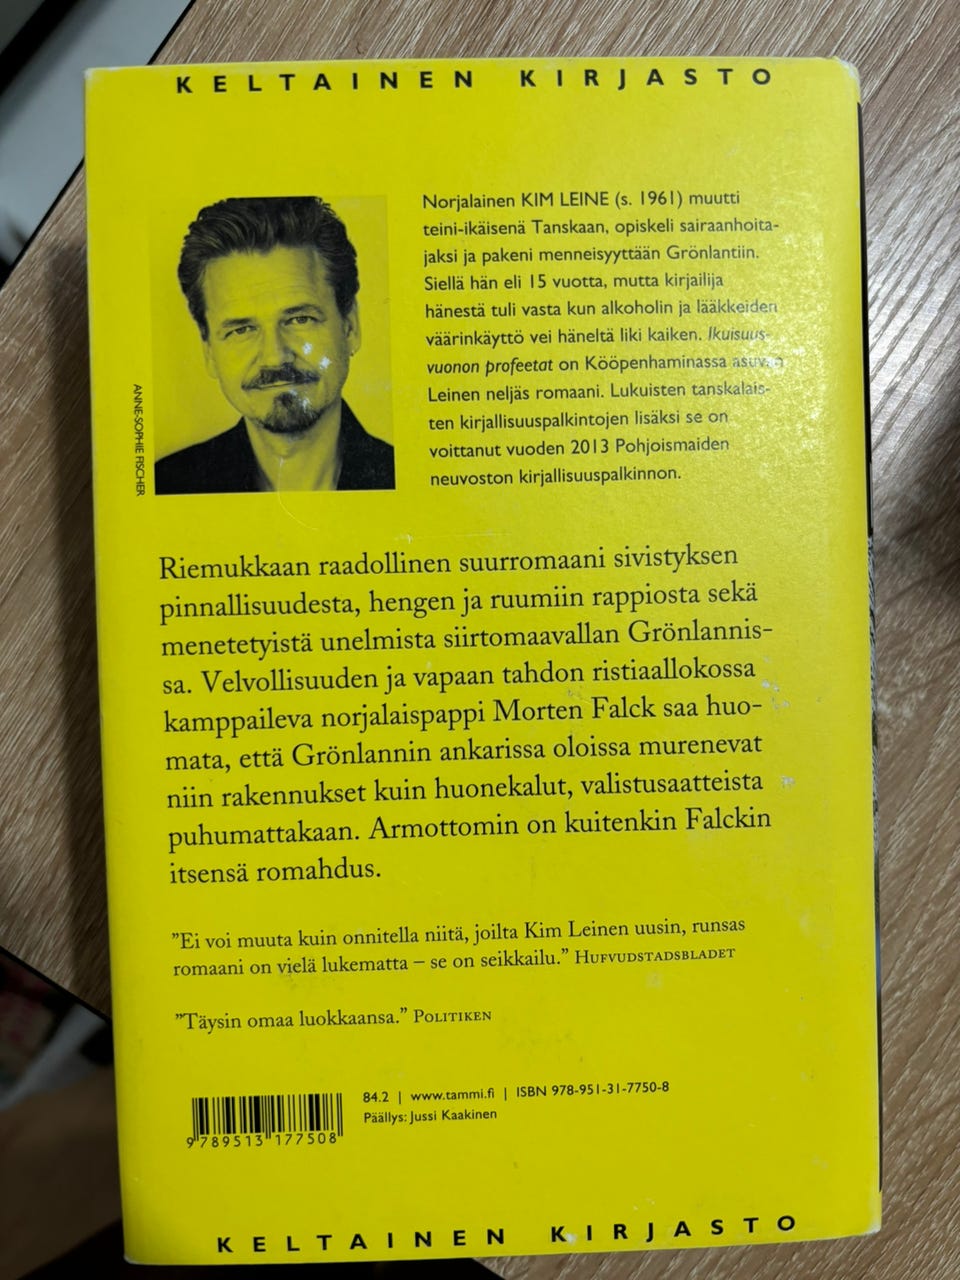 KELTAINEN KIRJASTO
Norjalainen KIM LEINE (s. 1961) muutti
teini-ikäisenä Tanskaan, opiskeli sairaanhoita-
jaksi ja pakeni menneisyyttään Grönlantiin.
Siellä hän eli 15 vuotta, mutta kirjailija
hänestä tuli vasta kun alkoholin ja lääkkeiden
väärinkäyttö vei häneltä liki kaiken. Ikuisuus-
vuonon profeetat on Kööpenhaminassa asuvan
Leinen neljäs romaani. Lukuisten tanskalais-
ten kirjallisuuspalkintojen lisäksi se on
voittanut vuoden 2013 Pohjoismaiden
neuvoston kirjallisuuspalkinnon.
ANNE-SOPHIE FISCHER
Riemukkaan raadollinen suurromaani sivistyksen
pinnallisuudesta, hengen ja ruumiin rappiosta sekä
menetetyistä unelmista siirtomaavallan Grönlannis-
sa. Velvollisuuden ja vapaan tahdon ristiaallokossa
kamppaileva norjalaispappi Morten Falck saa huo-
mata, että Grönlannin ankarissa oloissa murenevat
niin rakennukset kuin huonekalut, valistusaatteista
puhumattakaan. Armottomin on kuitenkin Falckin
itsensä romahdus.
”Ei voi muuta kuin onnitella niitä, joilta Kim Leinen uusin, runsas
romaani on vielä lukematta – se on seikkailu.” HUFVUDSTADSBLADET
”Täysin omaa luokkaansa.” POLITIKEN
84.2 | www.tammi.fi | ISBN 978-951-31-7750-8
Päällys: Jussi Kaakinen
9 789513 177508
KELTAINEN KIRJASTO